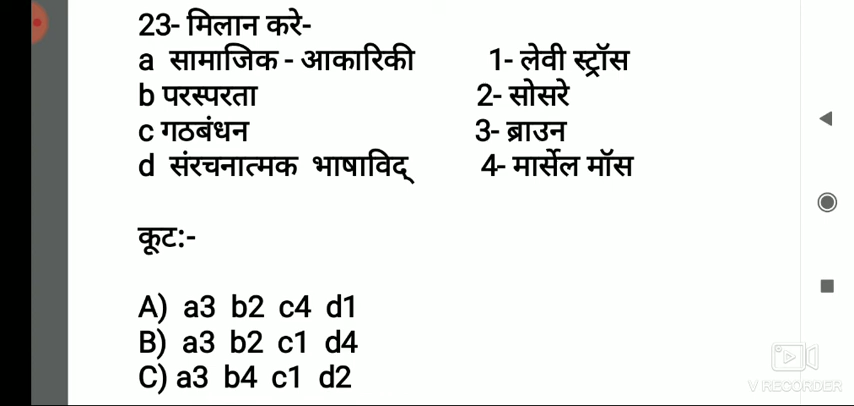 23- मिलान करे-
a सामाजिक - आकारिकी 1- लेवी स्ट्रॉस
b परस्परता 2- सोसरे
c गठबंधन 3- ब्राउन
d संरचनात्मक भाषाविद् 4- मार्सेल मॉस
कूट:-
A) a3 b2 c4 d1
B) a3 b2 c1 d4
C) a3 b4 c1 d2
V RECORDER